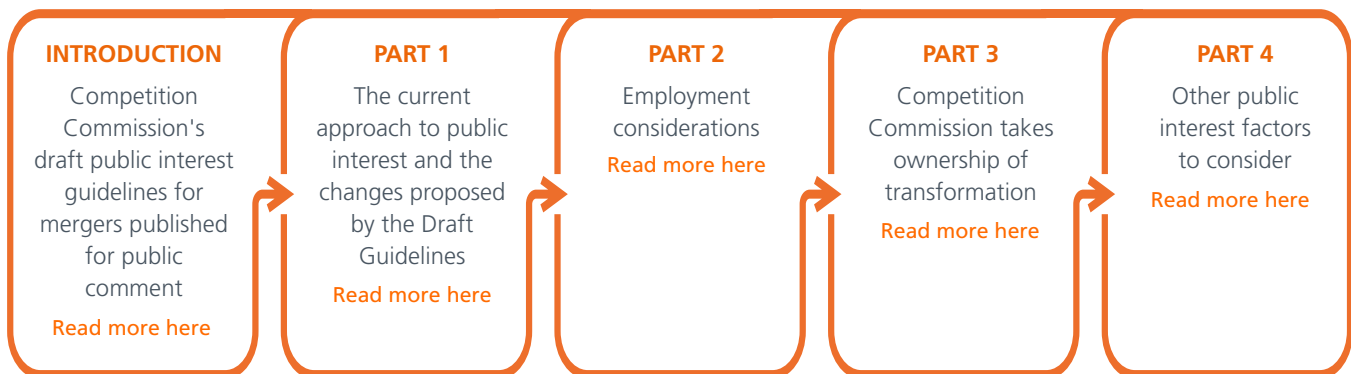 INTRODUCTION
Competition
Commission's
draft public interest
guidelines for
mergers published
for public
comment
Read more here
PART 1
The current
approach to public
interest and the
changes proposed
by the Draft
Guidelines
Read more here
PART 2
Employment
considerations
Read more here
PART 3
Competition
Commission takes
ownership of
transformation
Read more here
PART 4
Other public
interest factors
to consider
Read more here